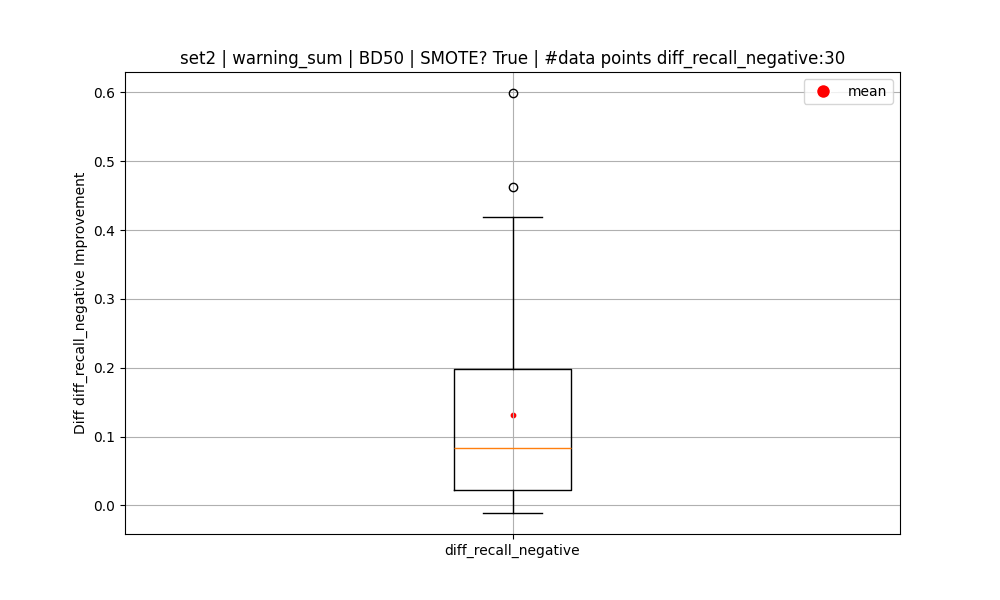 set2 | warning_sum | BD50 | SMOTE? True | #data points diff_recall_negative:30
mean
Diff diff_recall_negative Improvement
0.6
0.5
0.4
0.3
0.2
0.1
0.0
diff_recall_negative